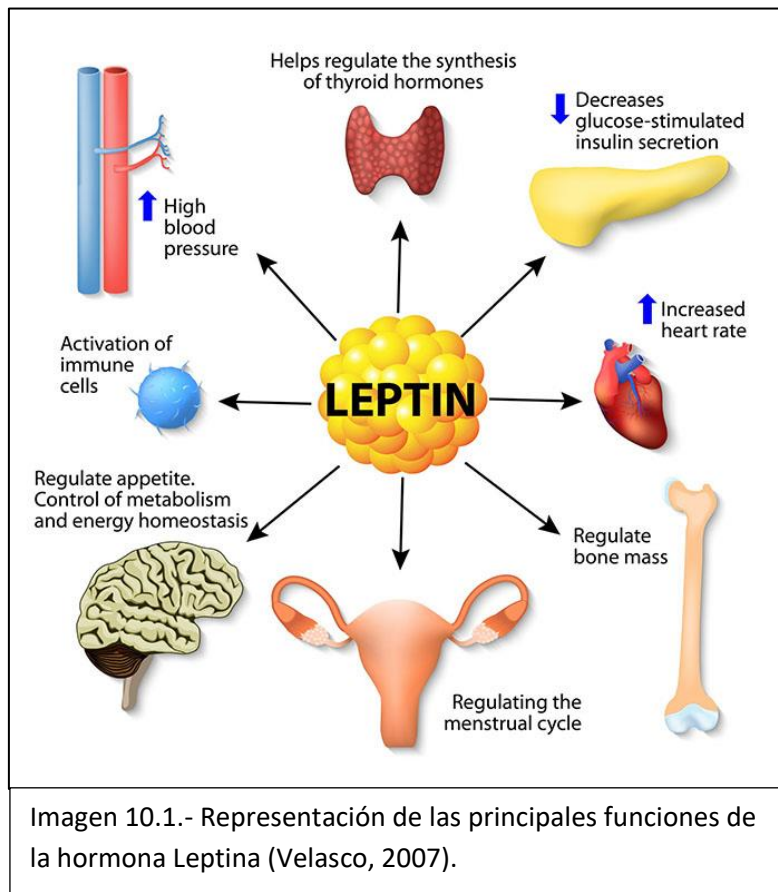 Helps regulate the synthesis
of thyroid hormones
Decreases
glucose-stimulated
insulin secretion
High
blood
pressure
Increased
heart rate
Activation of
immune
cells
LEPTIN
Regulate appetite.
Control of metabolism
and energy homeostasis
Regulate
bone mass
Regulating the
menstrual cycle
Imagen 10.1.- Representación de las principales funciones de
la hormona Leptina (Velasco, 2007).